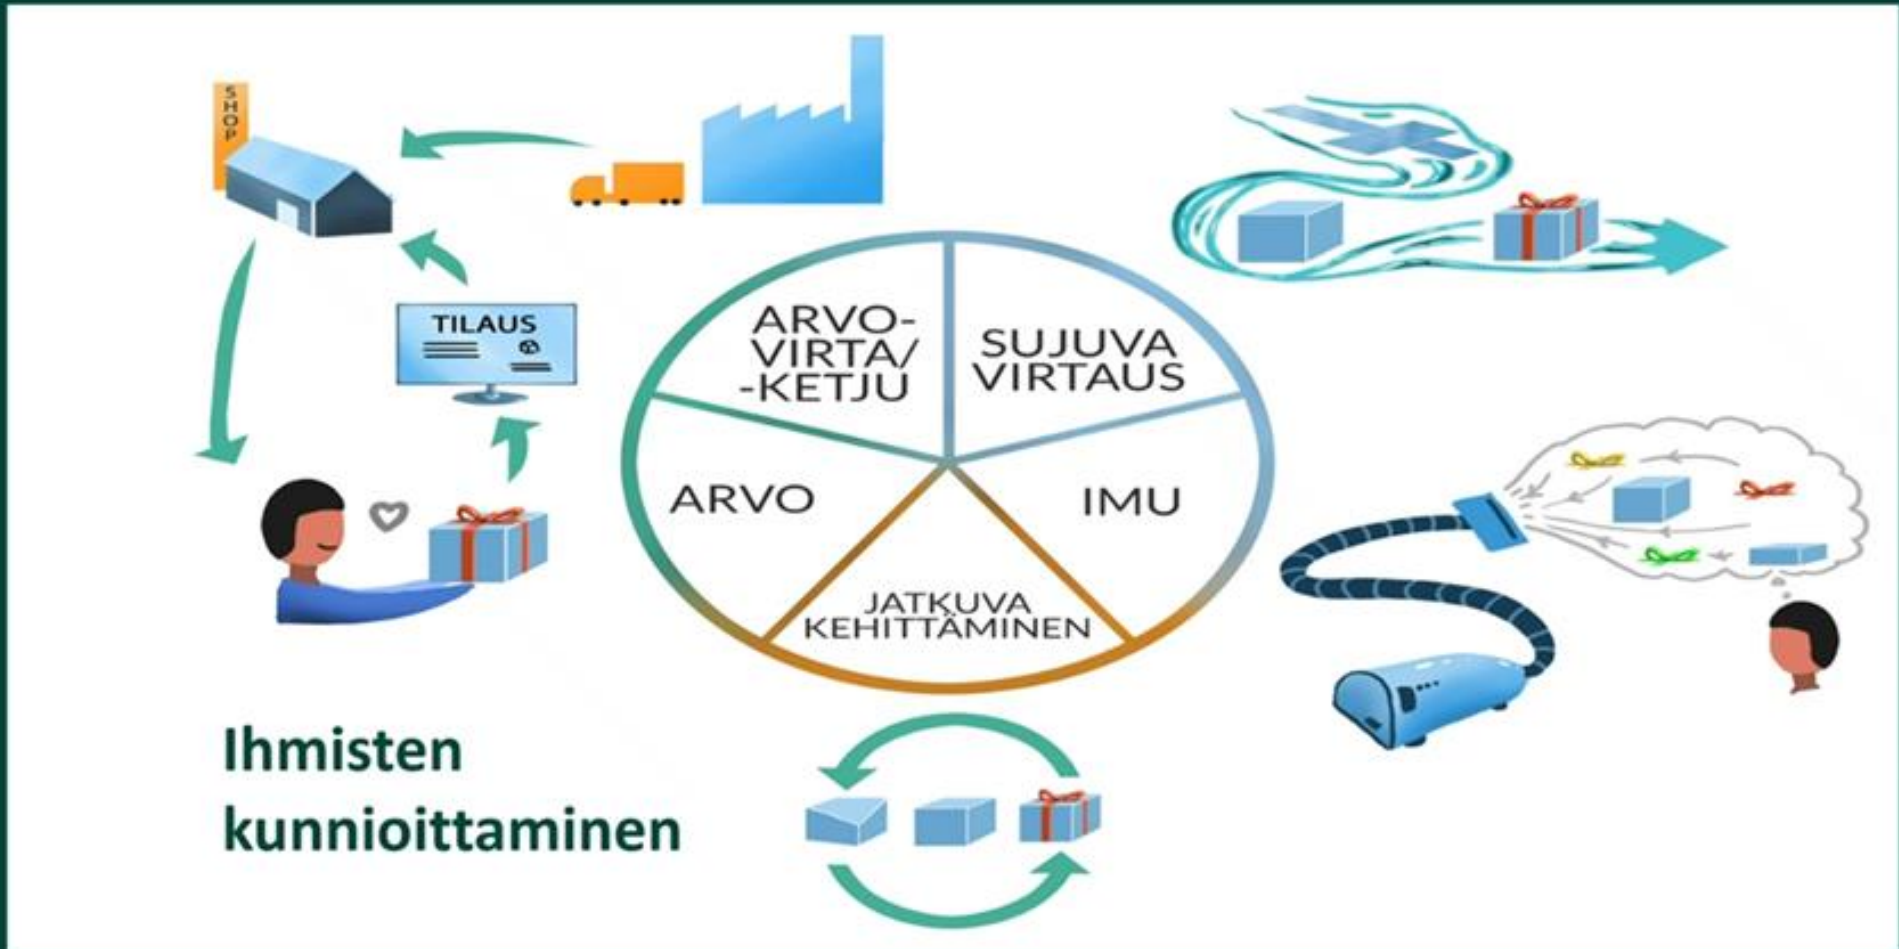 SHOP
TILAUS
ARVO-
VIRTA/
-KETJU
SUJUVA
VIRTAUS
ARVO
IMU
JATKUVA
KEHITTÄMINEN
Ihmisten
kunnioittaminen